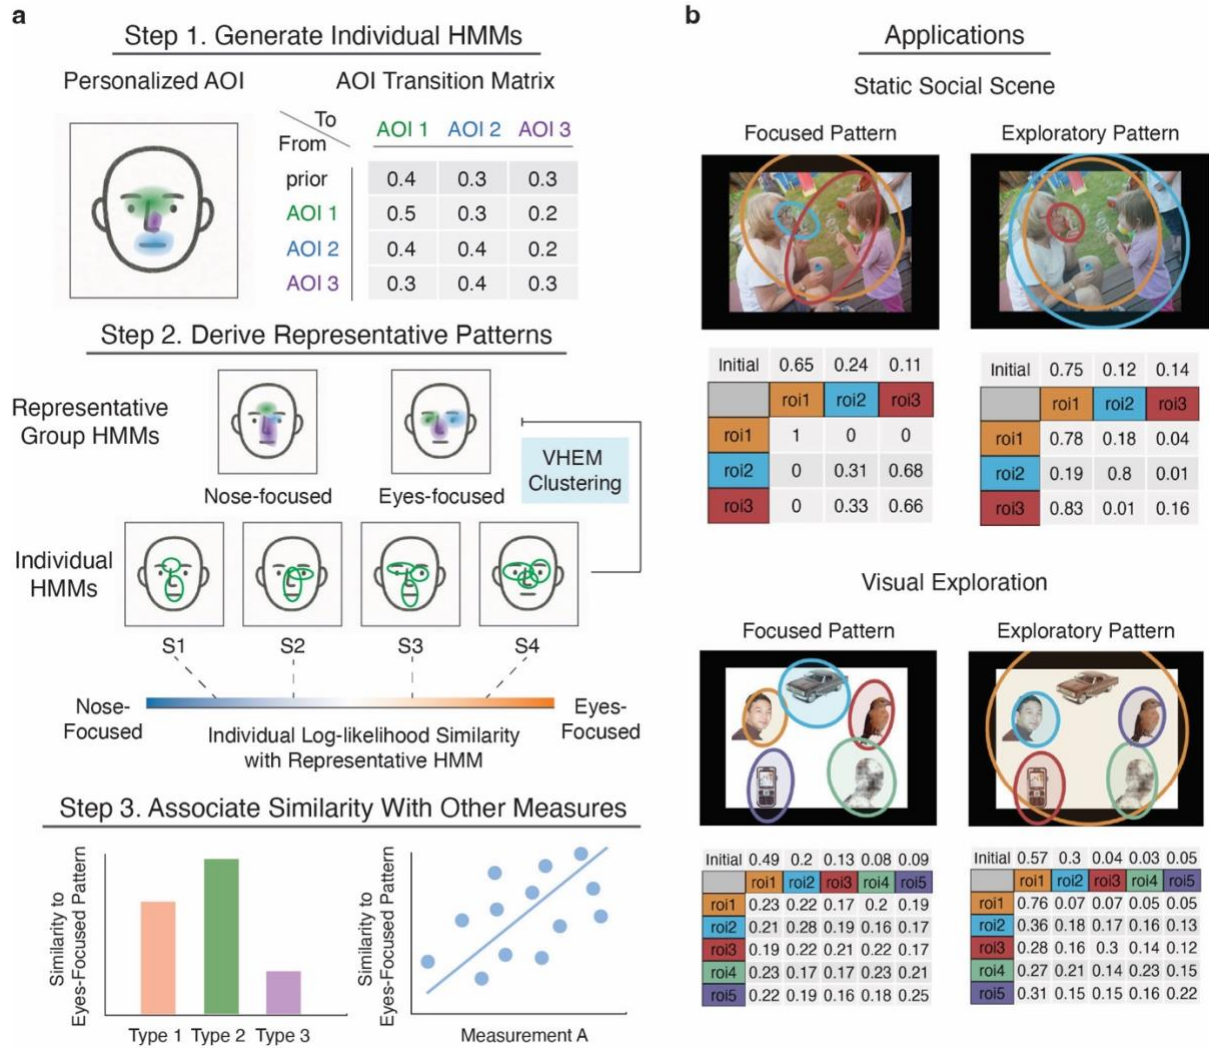 a
Step 1. Generate Individual HMMs
Personalized AOI
AOI Transition Matrix
To
From
AOI 1 AOI 2 AOI 3
prior 0.4 0.3 0.3
AOI 1 0.5 0.3 0.2
AOI 2 0.4 0.4 0.2
AOI 3 0.3 0.4 0.3
Step 2. Derive Representative Patterns
Representative
Group HMMs
Nose-focused
Eyes-focused
VHEM
Clustering
Individual
HMMs
S1 S2 S3 S4
Nose-
Focused
Eyes-
Focused
Individual Log-likelihood Similarity
with Representative HMM
Step 3. Associate Similarity With Other Measures
Similarity to
Eyes-Focused Pattern
Type 1 Type 2 Type 3
Similarity to
Eyes-Focused Pattern
Measurement A
b
Applications
Static Social Scene
Focused Pattern
Initial 0.65 0.24 0.11
roi1 roi2 roi3
roi1 1 0 0
roi2 0 0.31 0.68
roi3 0 0.33 0.66
Exploratory Pattern
Initial 0.75 0.12 0.14
roi1 roi2 roi3
roi1 0.78 0.18 0.04
roi2 0.19 0.8 0.01
roi3 0.83 0.01 0.16
Visual Exploration
Focused Pattern
Initial 0.49 0.2 0.13 0.08 0.09
roi1 roi2 roi3 roi4 roi5
roi1 0.23 0.22 0.17 0.2 0.19
roi2 0.21 0.28 0.19 0.16 0.17
roi3 0.19 0.22 0.21 0.22 0.17
roi4 0.23 0.17 0.17 0.23 0.21
roi5 0.22 0.19 0.16 0.18 0.25
Exploratory Pattern
Initial 0.57 0.3 0.04 0.03 0.05
roi1 roi2 roi3 roi4 roi5
roi1 0.76 0.07 0.07 0.05 0.05
roi2 0.36 0.18 0.17 0.16 0.13
roi3 0.28 0.16 0.3 0.14 0.12
roi4 0.27 0.21 0.14 0.23 0.15
roi5 0.31 0.15 0.15 0.16 0.22